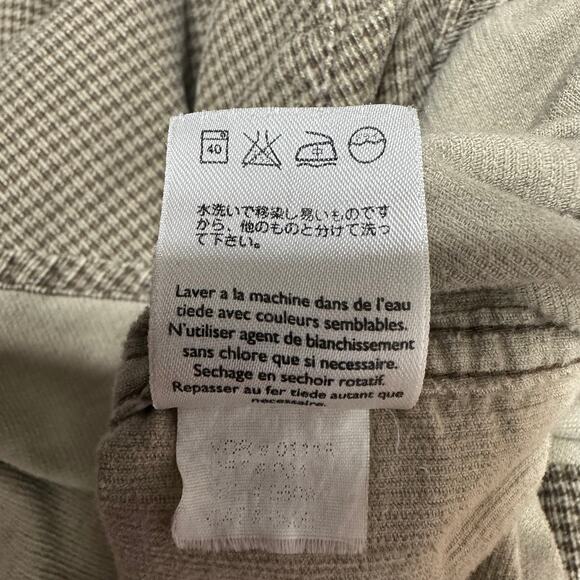 40
中
水洗いで移染し易いものです
から、他のものと分けて洗っ
て下さい。
Laver a la machine dans de l'eau
tiede avec couleurs semblables.
N'utiliser agent de blanchissement
sans chlore que si necessaire.
Sechage en sechoir rotatif.
Repasser au fer tiede autant que
necessaire.